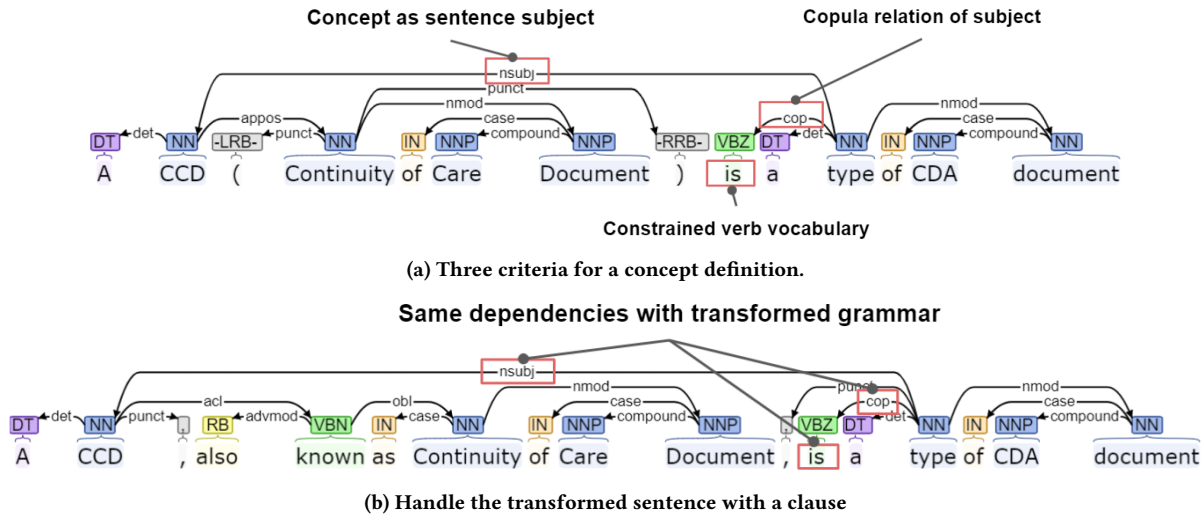 Concept as sentence subject
Copula relation of subject
nsubj
punct
nmod nmod
appos case cop case
det punct compound det compound
DT NN -LRB- NN IN NNP NNP -RRB- VBZ DT NN IN NNP NN
A CCD ( Continuity of Care Document ) is a type of CDA document
Constrained verb vocabulary
(a) Three criteria for a concept definition.
Same dependencies with transformed grammar
nsubj
nmod punct nmod
acl obl case cop case
det punct advmod case compound det compound
DT NN , RB VBN IN NN IN NNP NNP , VBZ DT NN IN NNP NN
A CCD , also known as Continuity of Care Document , is a type of CDA document
(b) Handle the transformed sentence with a clause